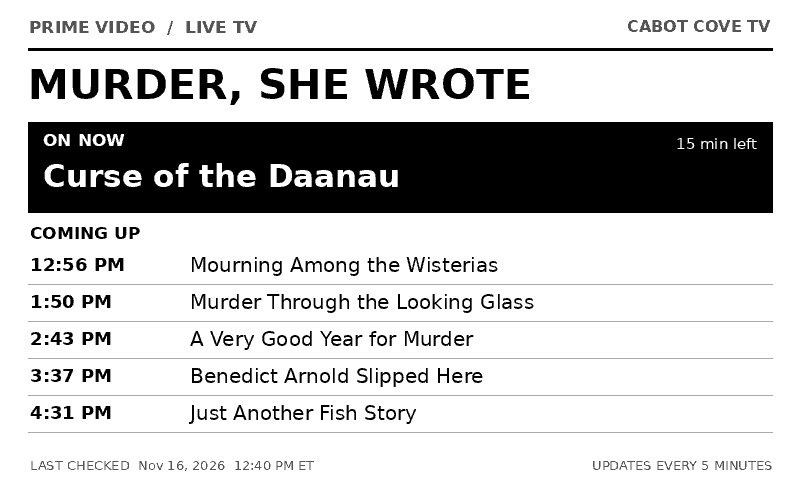 PRIME VIDEO / LIVE TV
CABOT COVE TV
MURDER, SHE WROTE
ON NOW
15 min left
Curse of the Daanau
COMING UP
12:56 PM Mourning Among the Wisterias
1:50 PM Murder Through the Looking Glass
2:43 PM A Very Good Year for Murder
3:37 PM Benedict Arnold Slipped Here
4:31 PM Just Another Fish Story
LAST CHECKED Nov 16, 2026 12:40 PM ET
UPDATES EVERY 5 MINUTES